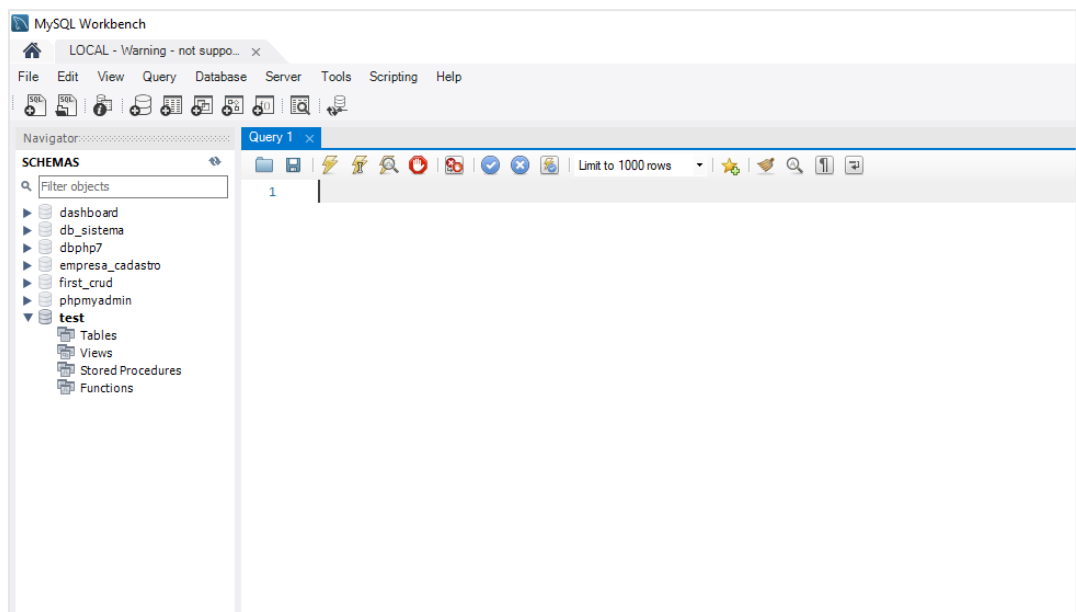 MySQL Workbench
LOCAL - Warning - not suppo...
File Edit View Query Database Server Tools Scripting Help
SQL SQL
Navigator
Query 1
SCHEMAS
Limit to 1000 rows
Filter objects
1
dashboard
db_sistema
dbphp7
empresa_cadastro
first_crud
phpmyadmin
test
Tables
Views
Stored Procedures
Functions